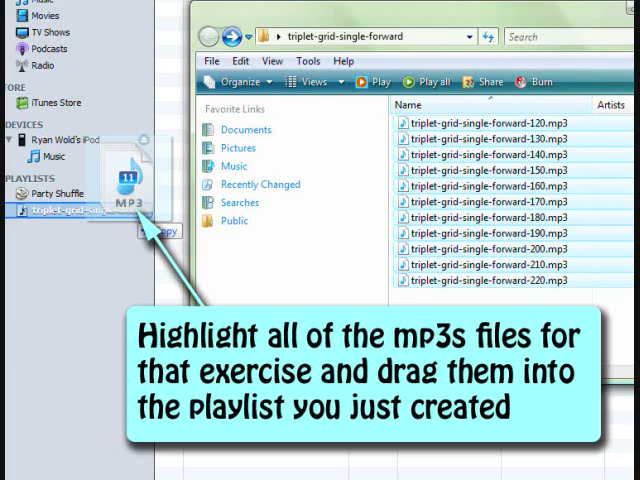 Music
Movies
TV Shows
Podcasts
Radio
TORE
iTunes Store
DEVICES
Ryan Wold's iPod
Music
PLAYLISTS
Party Shuffle
triplet-grid-sing
11
MP3
copy
triplet-grid-single-forward
Search
File Edit View Tools Help
Organize Views Play Play all Share Burn
Favorite Links
Documents
Pictures
Music
Recently Changed
Searches
Public
Name Artists
triplet-grid-single-forward-120.mp3
triplet-grid-single-forward-130.mp3
triplet-grid-single-forward-140.mp3
triplet-grid-single-forward-150.mp3
triplet-grid-single-forward-160.mp3
triplet-grid-single-forward-170.mp3
triplet-grid-single-forward-180.mp3
triplet-grid-single-forward-190.mp3
triplet-grid-single-forward-200.mp3
triplet-grid-single-forward-210.mp3
triplet-grid-single-forward-220.mp3
Highlight all of the mp3s files for
that exercise and drag them into
the playlist you just created